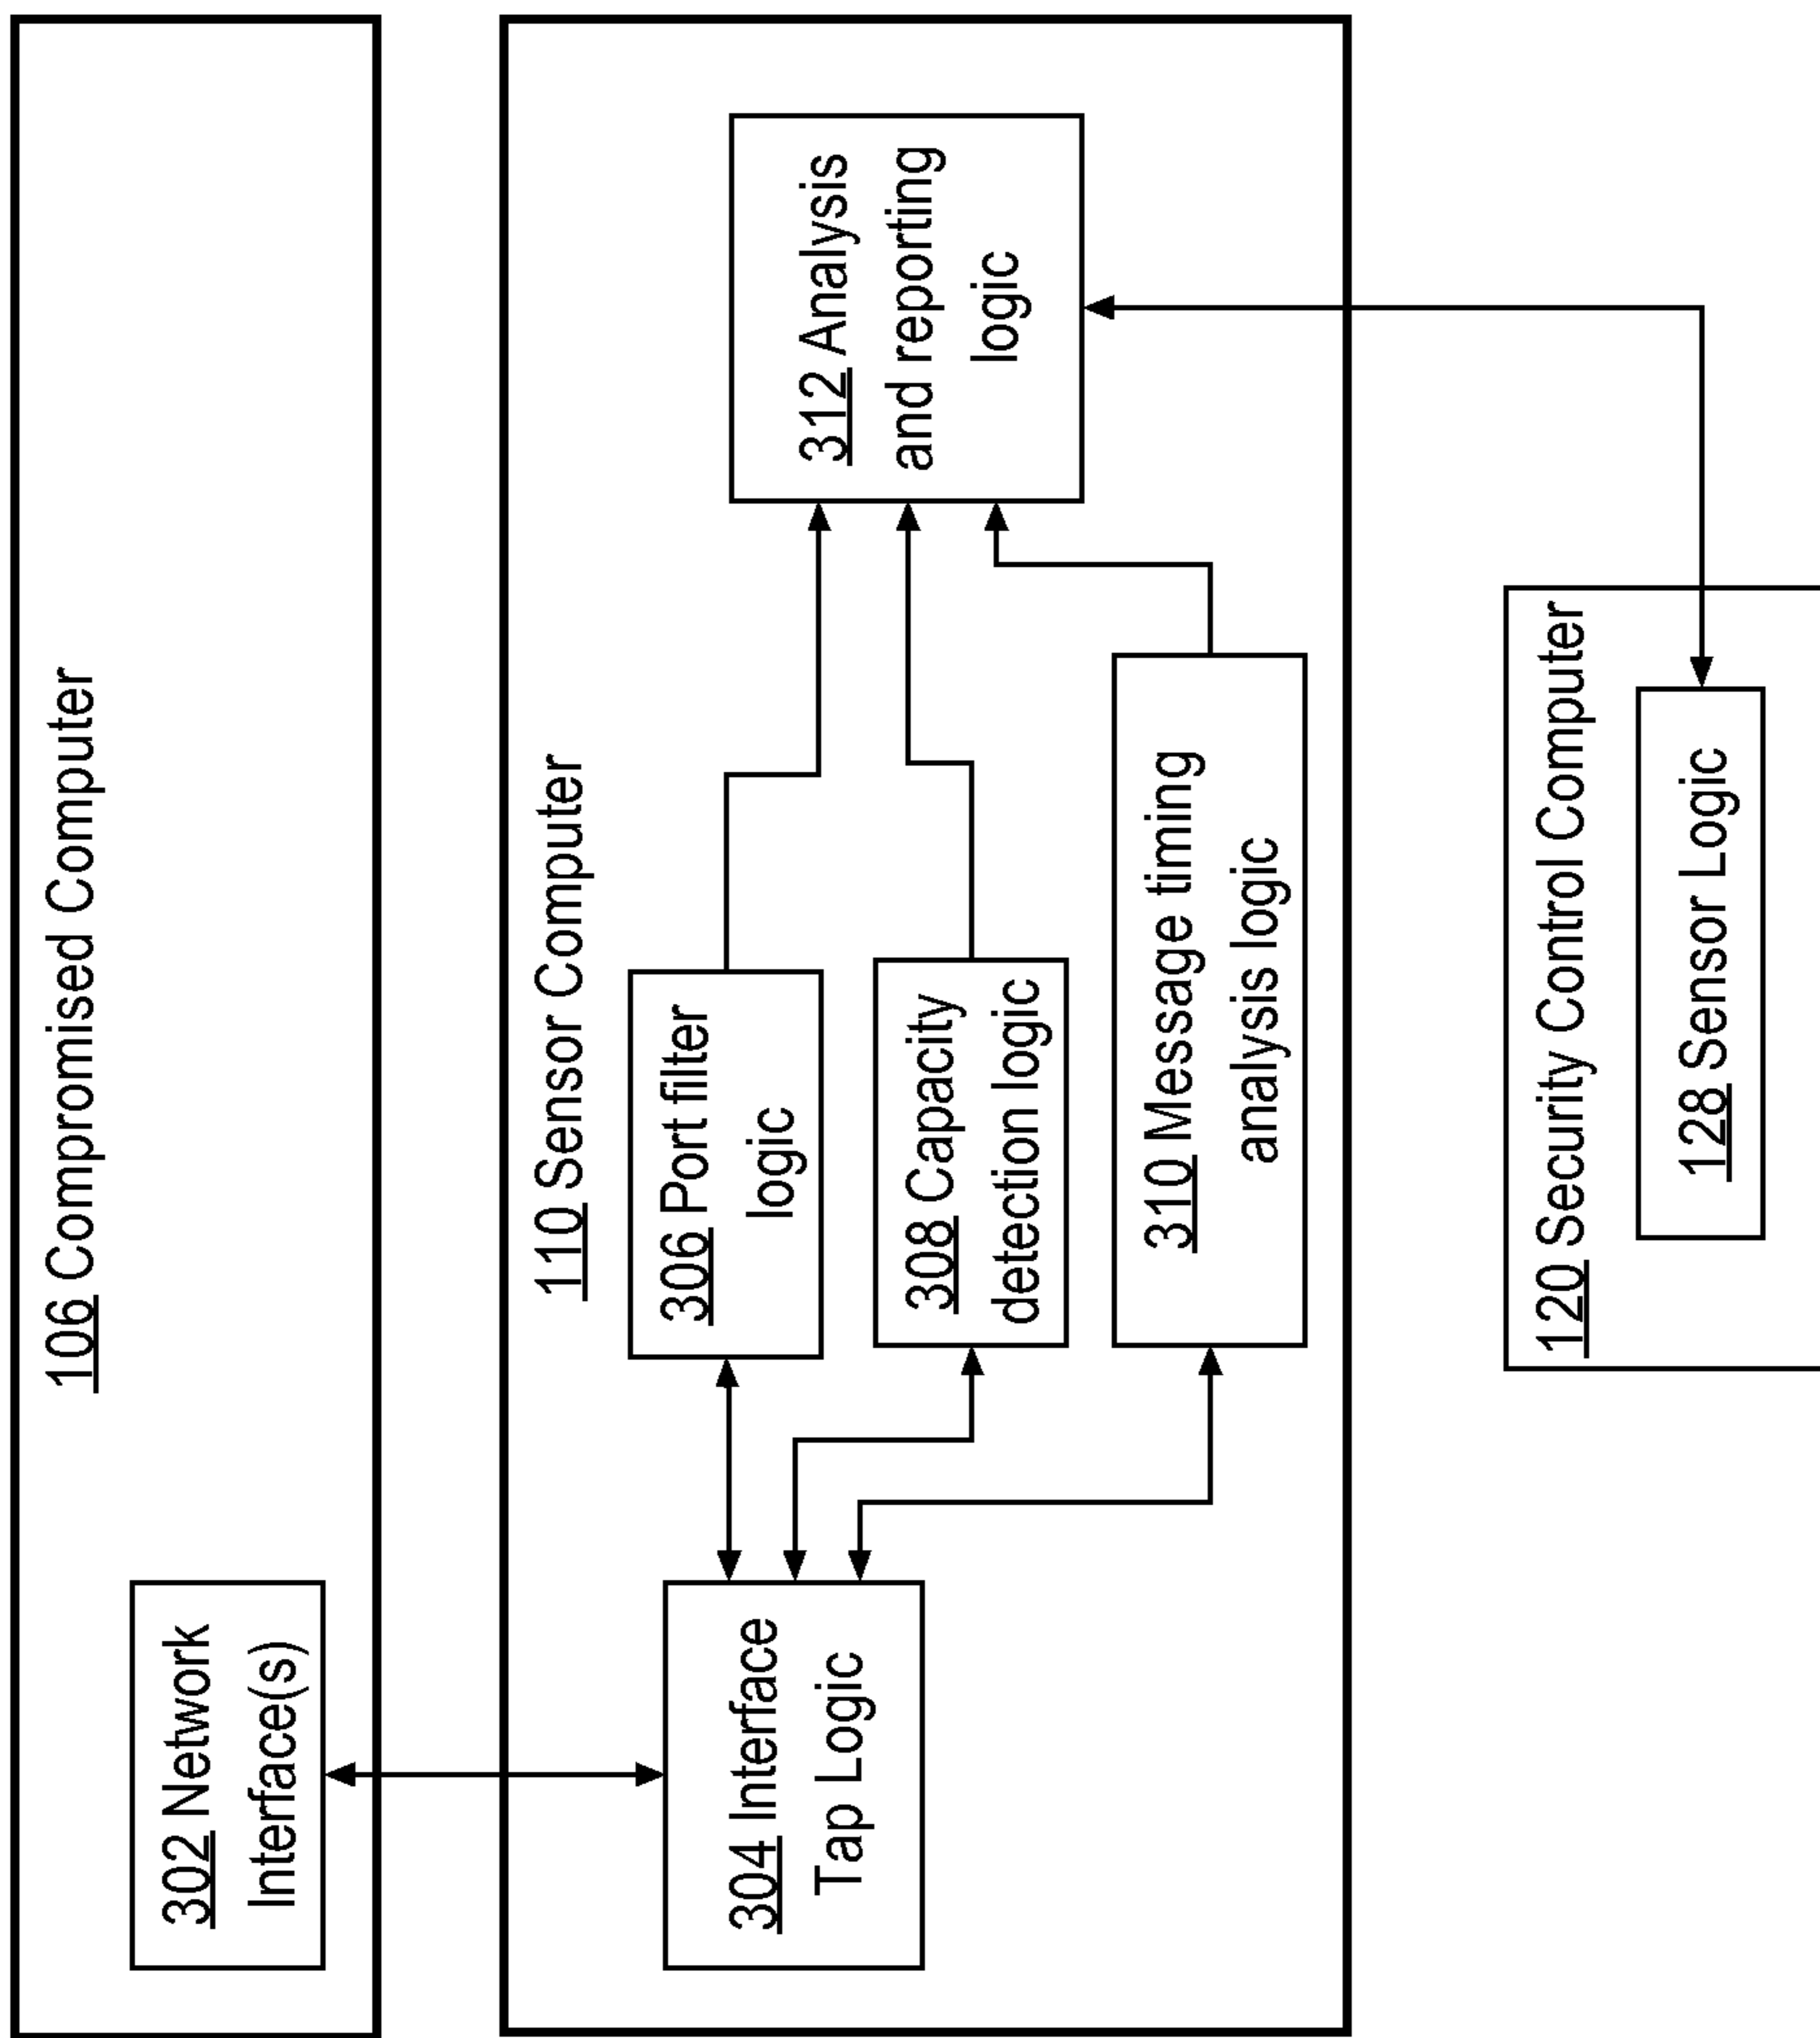 106 Compromised Computer
302 Network
Interface(s)
110 Sensor Computer
304 Interface
Tap Logic
306 Port filter
logic
308 Capacity
detection logic
310 Message timing
analysis logic
312 Analysis
and reporting
logic
120 Security Control Computer
128 Sensor Logic